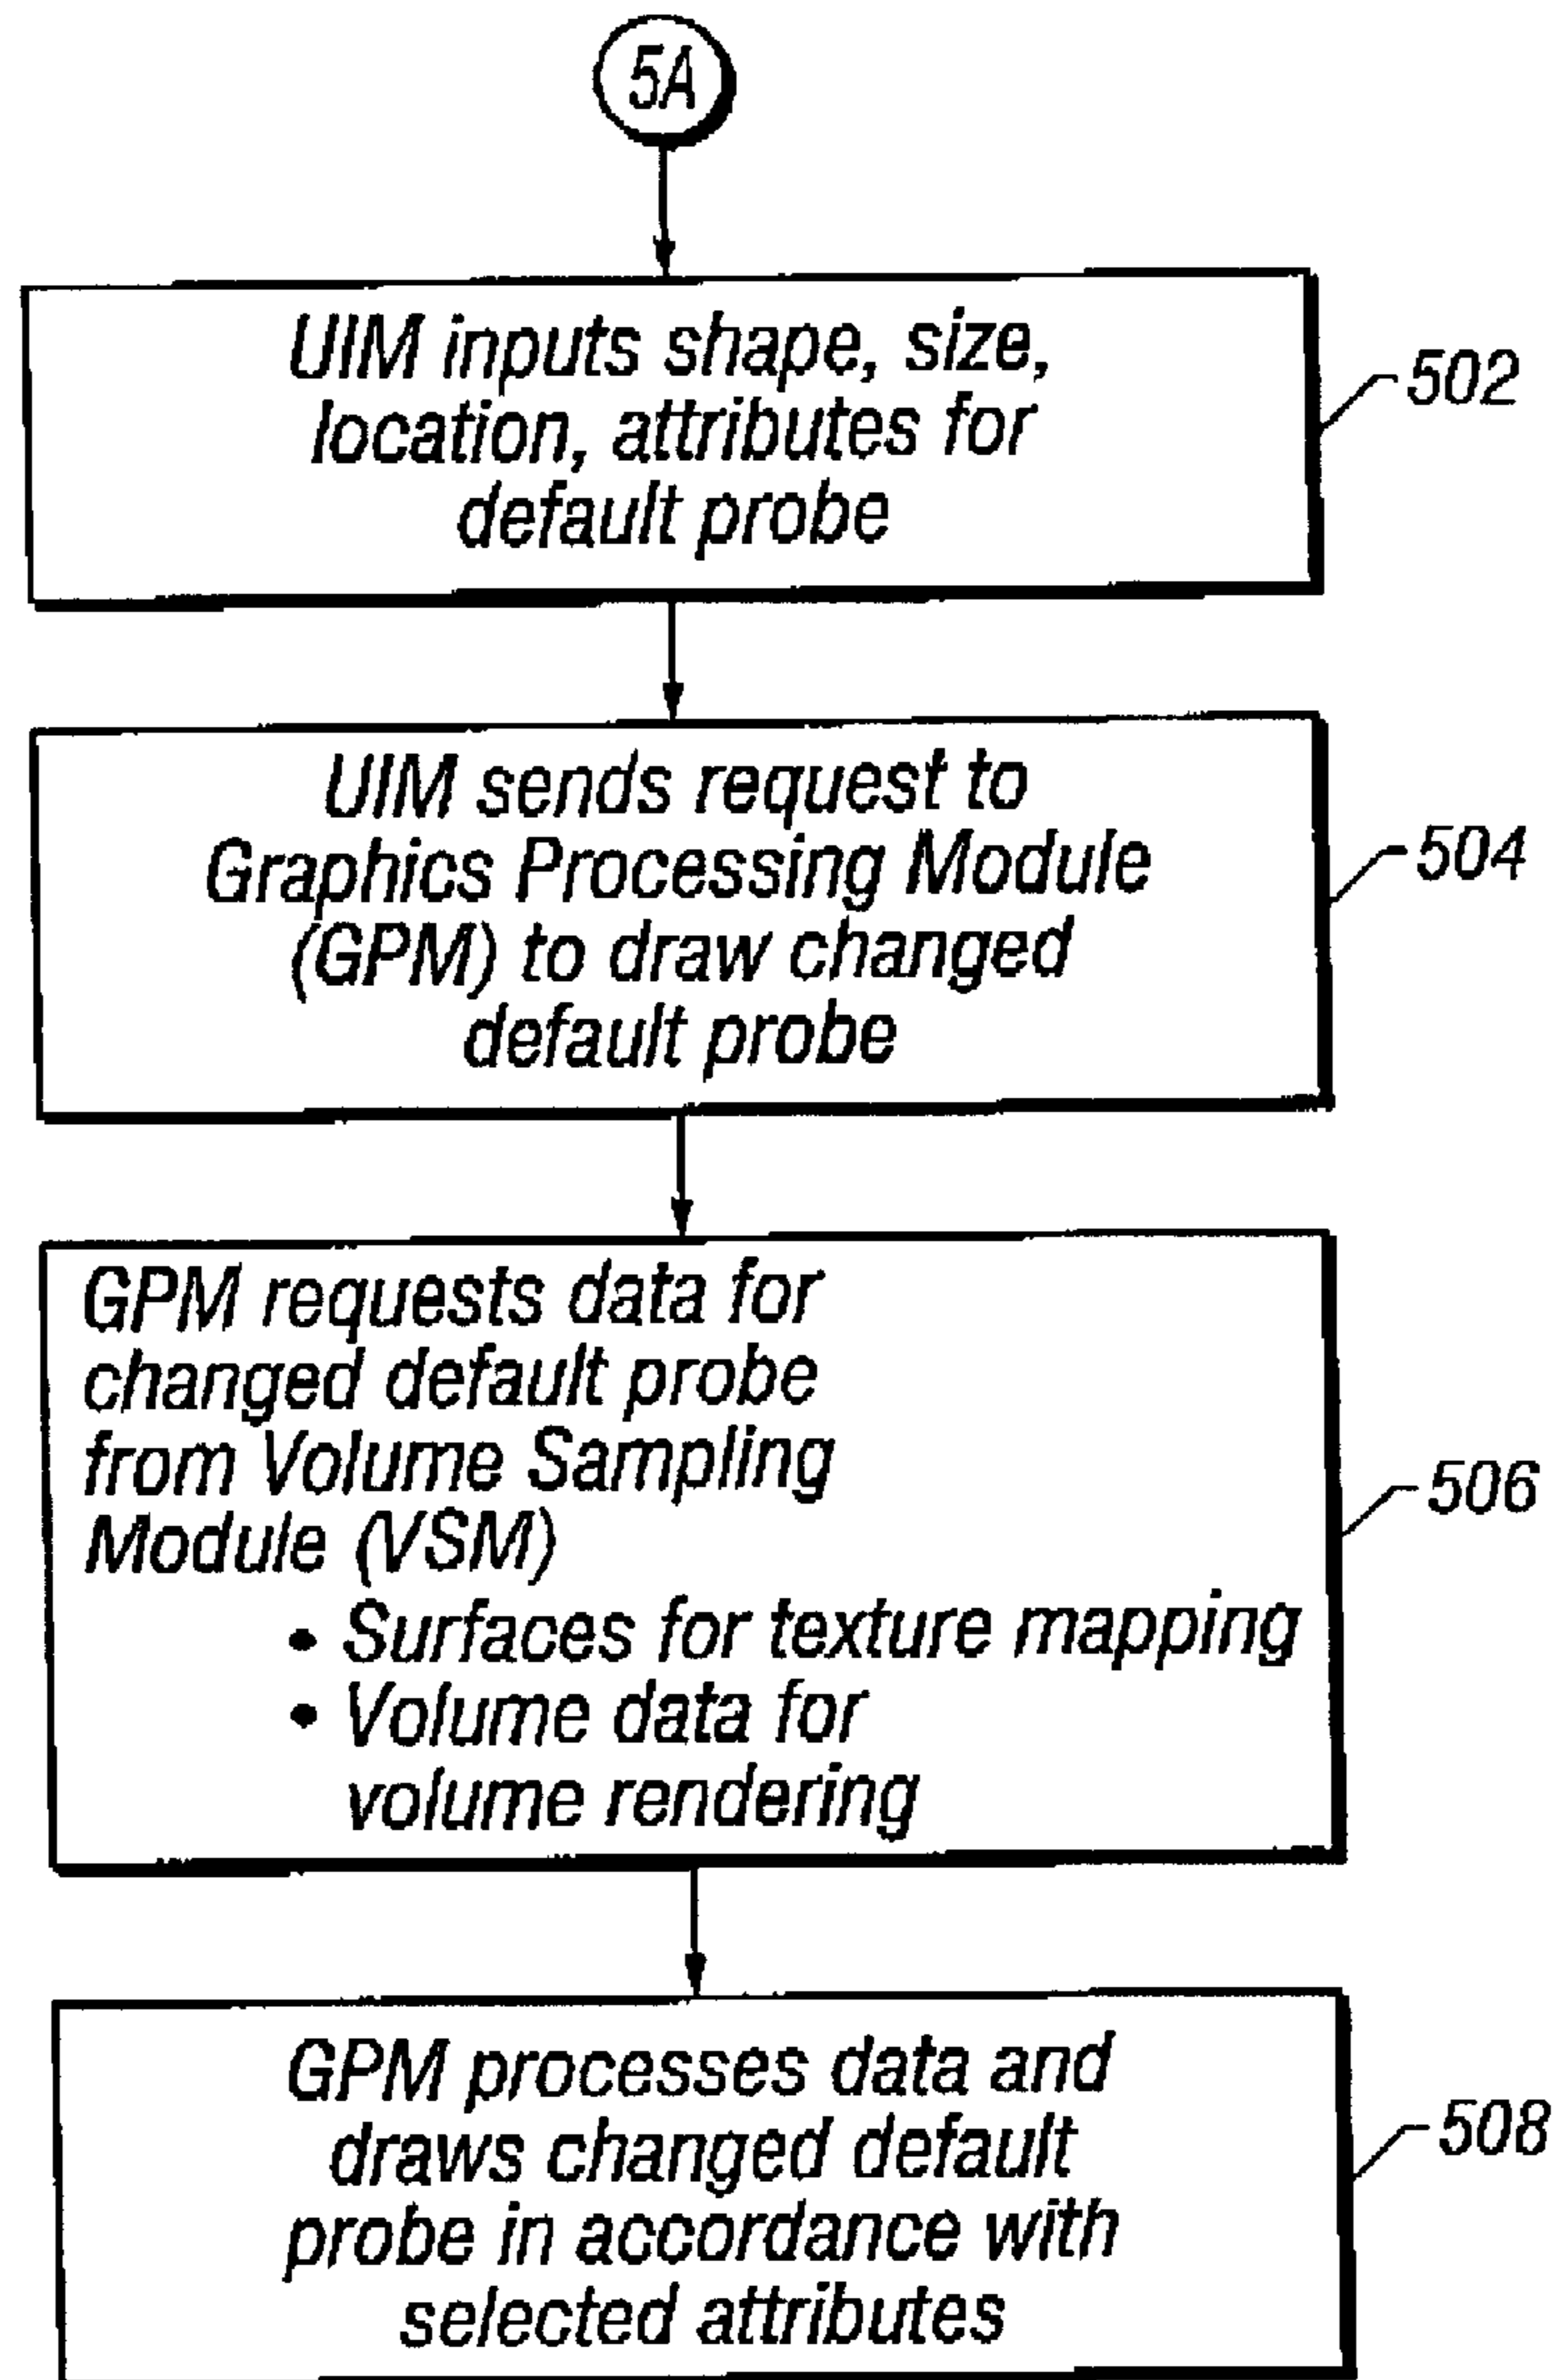 5A
UIM inputs shape, size,
location, attributes for
default probe
502
UIM sends request to
Graphics Processing Module
(GPM) to draw changed
default probe
504
GPM requests data for
changed default probe
from Volume Sampling
Module (VSM)
• Surfaces for texture mapping
• Volume data for
volume rendering
506
GPM processes data and
draws changed default
probe in accordance with
selected attributes
508